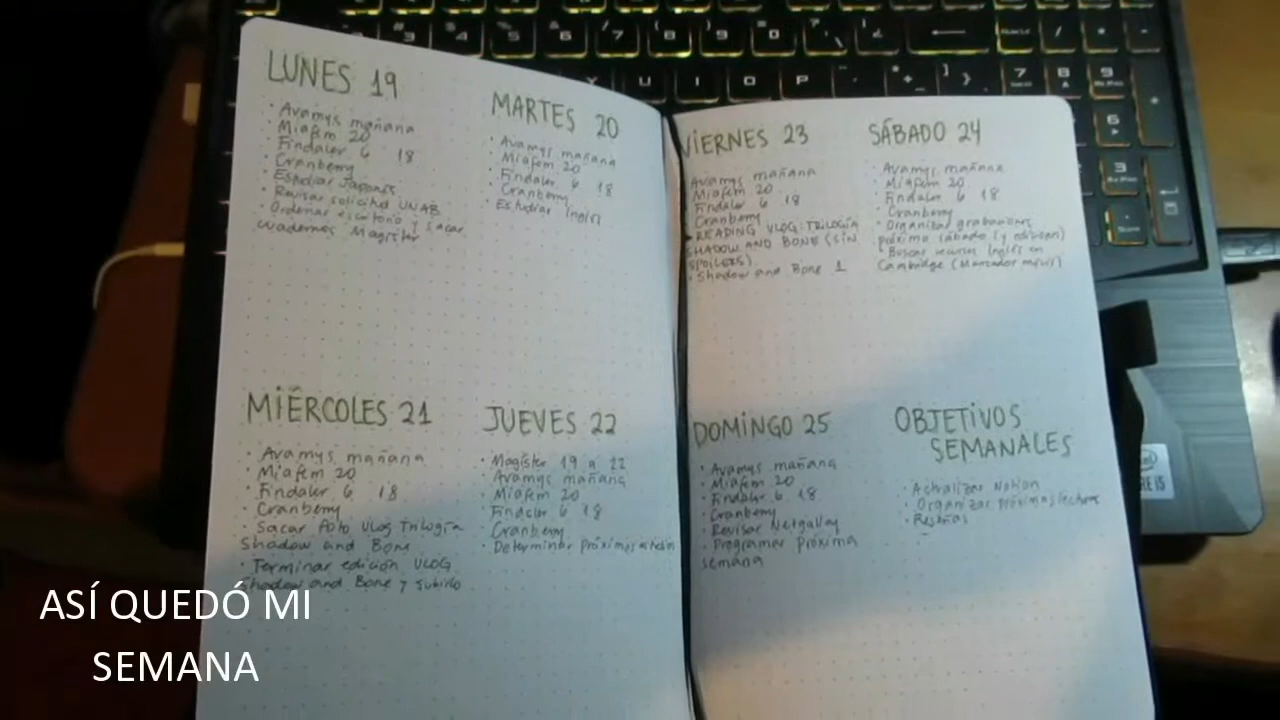 LUNES 19
· Avamys mañana
· Miafem 20
· Findaler 6 18
· Cranberry
· Estudiar Japonés
· Revisar solicitud UNAB
· Ordenar escritorio y sacar
cuadernos Magíster
MARTES 20
· Avamys mañana
· Miafem 20
· Findaler 6 18
· Cranberry
· Estudiar Inglés
MIÉRCOLES 21
· Avamys mañana
· Miafem 20
· Findaler 6 18
· Cranberry
· Sacar foto Vlog Trilogía
Shadow and Bone
· Terminar edición VLOG
Shadow and Bone y subirlo
JUEVES 22
· Magíster 19 a 22
· Avamys mañana
· Miafem 20
· Findaler 6 18
· Cranberry
· Determinar próximas
VIERNES 23
Avamys mañana
Miafem 20
Findaler 6 18
Cranberry
READING VLOG: TRILOGÍA
SHADOW AND BONE (SIN
SPOILERS)
· Shadow and Bone 1
SÁBADO 24
· Avamys mañana
· Miafem 20
· Findaler 6 18
· Cranberry
· Organizar grabaciones
próximo sábado (y editar)
· Buscar recursos Inglés en
Cambridge
DOMINGO 25
· Avamys mañana
· Miafem 20
· Findaler 6 18
· Cranberry
· Revisar Netgalley
· Programar próxima
semana
OBJETIVOS
SEMANALES
· Actualizar Notion
· Organizar próximas lecturas
· Reseñas
ASÍ QUEDÓ MI
SEMANA